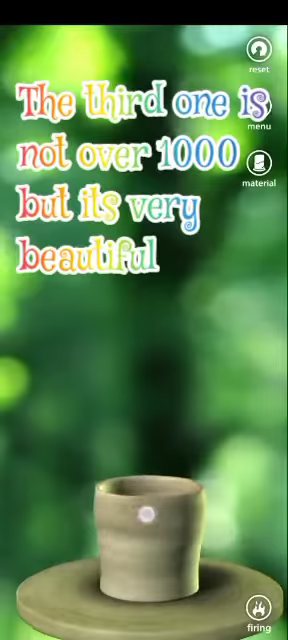 The third one is
not over 1000
but its very
beautiful
reset
menu
material
firing